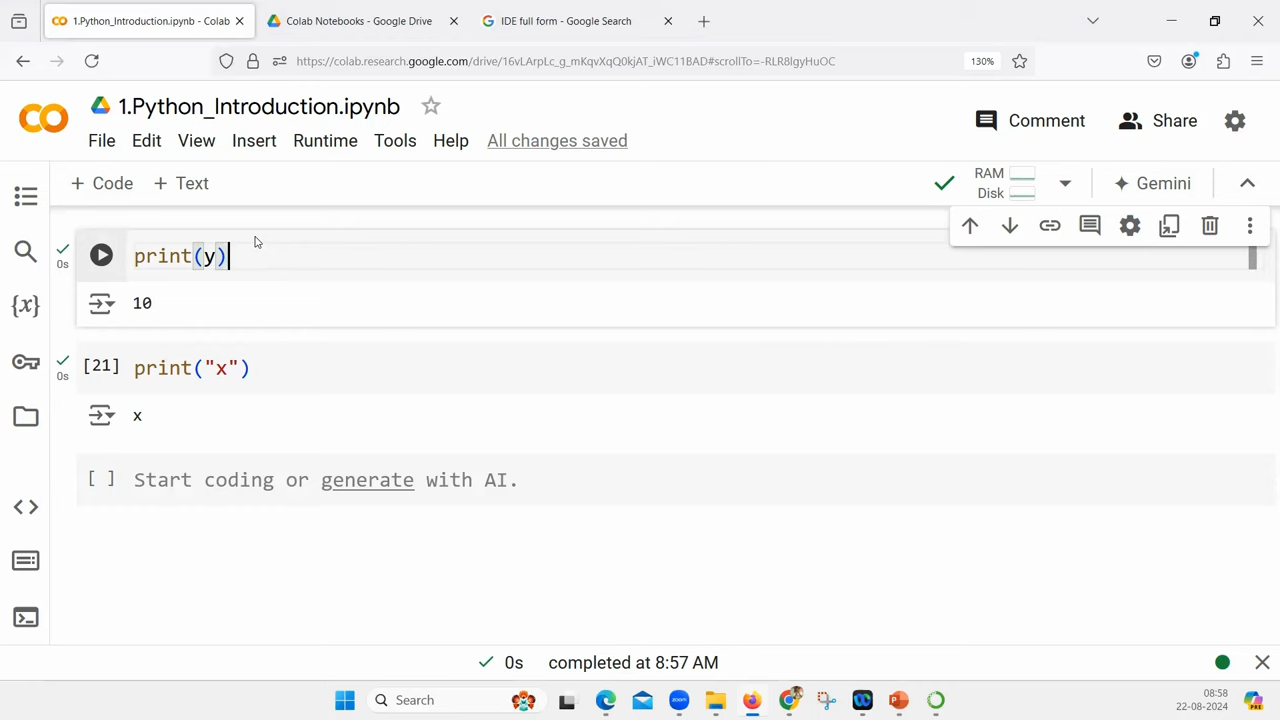 1.Python_Introduction.ipynb - Colab
Colab Notebooks - Google Drive
IDE full form - Google Search
https://colab.research.google.com/drive/16vLArpLc_g_mKqvXqQ0kjAT_iWC11BAD#scrollTo=-RLR8lgyHuOC
130%
1.Python_Introduction.ipynb
Comment
Share
File Edit View Insert Runtime Tools Help All changes saved
+ Code + Text
RAM
Disk
Gemini
0s
print(y)
10
{x}
0s
[21] print("x")
x
[ ] Start coding or generate with AI.
0s completed at 8:57 AM
Search
08:58
22-08-2024
PRE